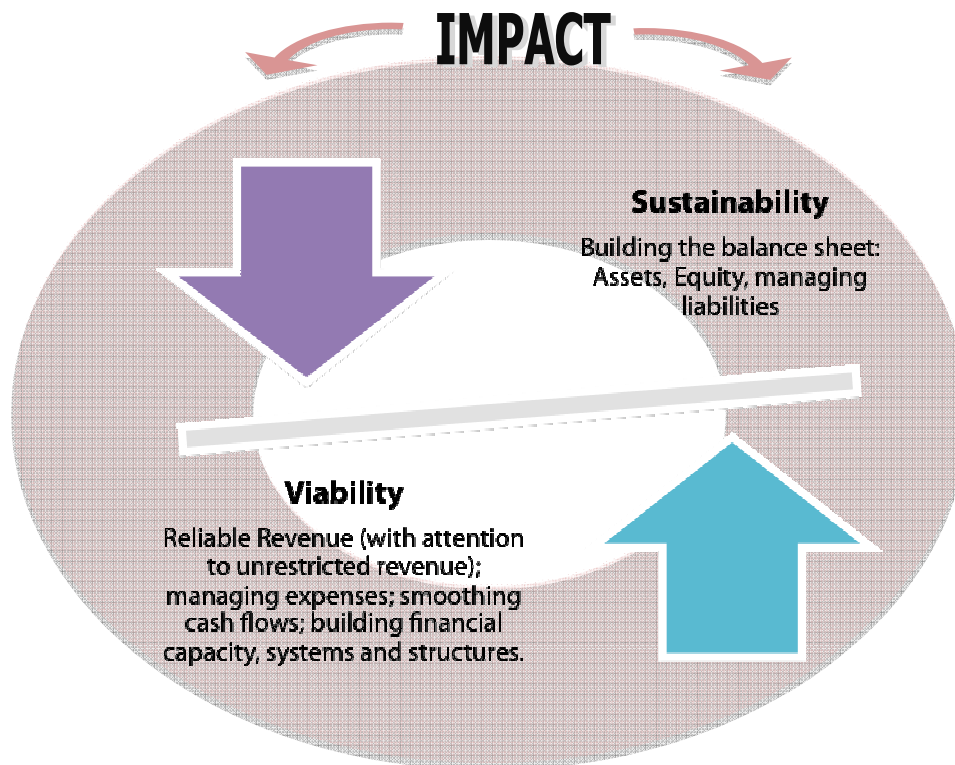 IMPACT
Sustainability
Building the balance sheet:
Assets, Equity, managing
liabilities
Viability
Reliable Revenue (with attention
to unrestricted revenue);
managing expenses; smoothing
cash flows; building financial
capacity, systems and structures.